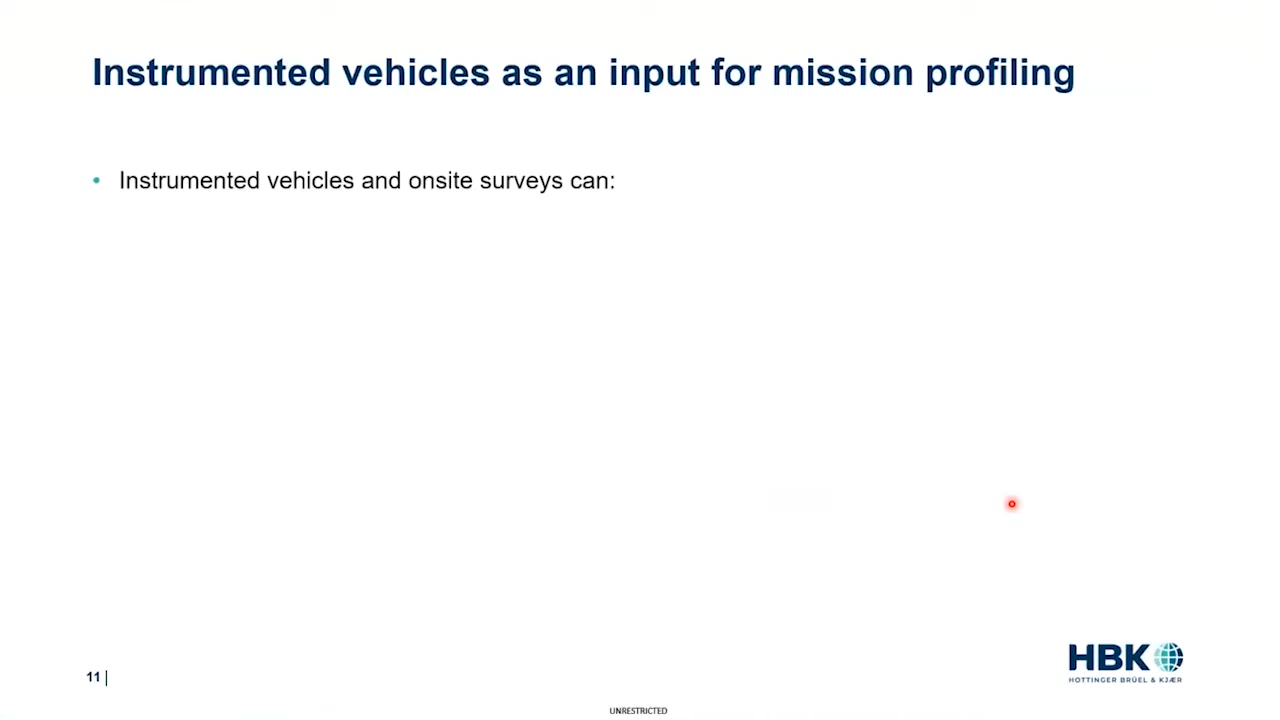 Instrumented vehicles as an input for mission profiling
• Instrumented vehicles and onsite surveys can:
11 |
HBK
HOTTINGER BRÜEL & KJÆR
UNRESTRICTED